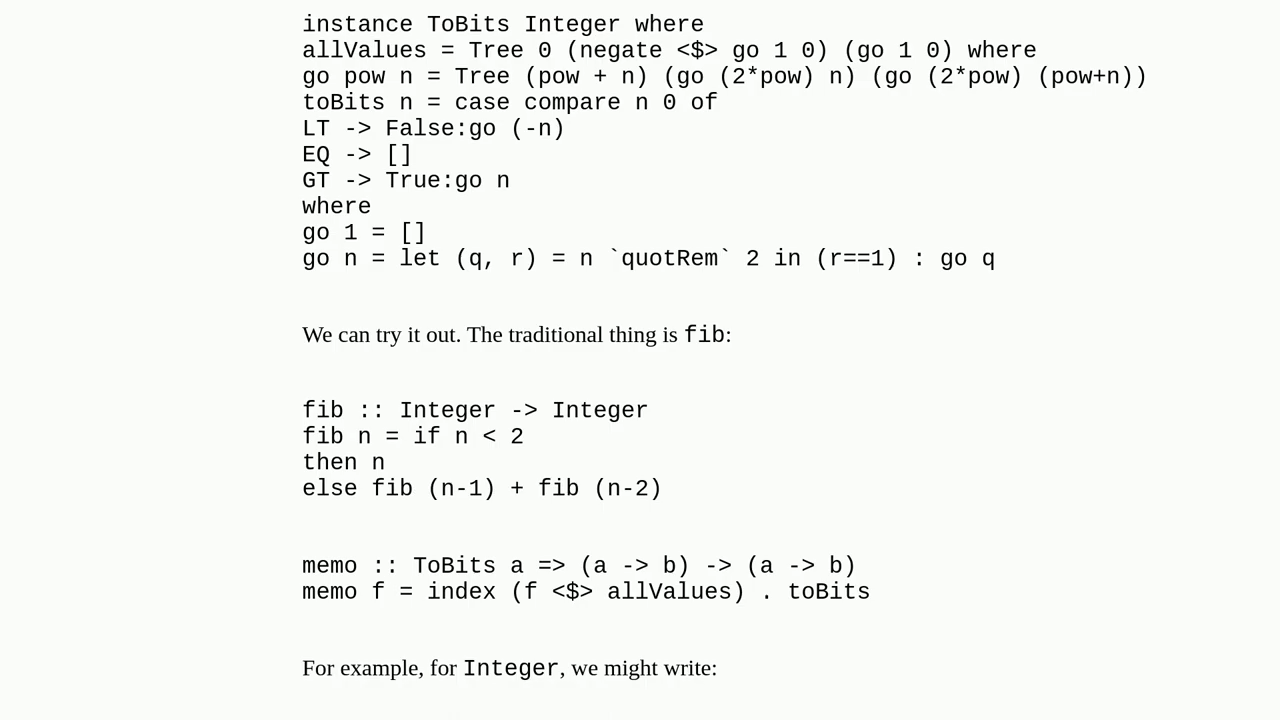 instance ToBits Integer where
allValues = Tree 0 (negate <$> go 1 0) (go 1 0) where
go pow n = Tree (pow + n) (go (2*pow) n) (go (2*pow) (pow+n))
toBits n = case compare n 0 of
LT -> False:go (-n)
EQ -> []
GT -> True:go n
where
go 1 = []
go n = let (q, r) = n `quotRem` 2 in (r==1) : go q
We can try it out. The traditional thing is fib:
fib :: Integer -> Integer
fib n = if n < 2
then n
else fib (n-1) + fib (n-2)
memo :: ToBits a => (a -> b) -> (a -> b)
memo f = index (f <$> allValues) . toBits
For example, for Integer, we might write: